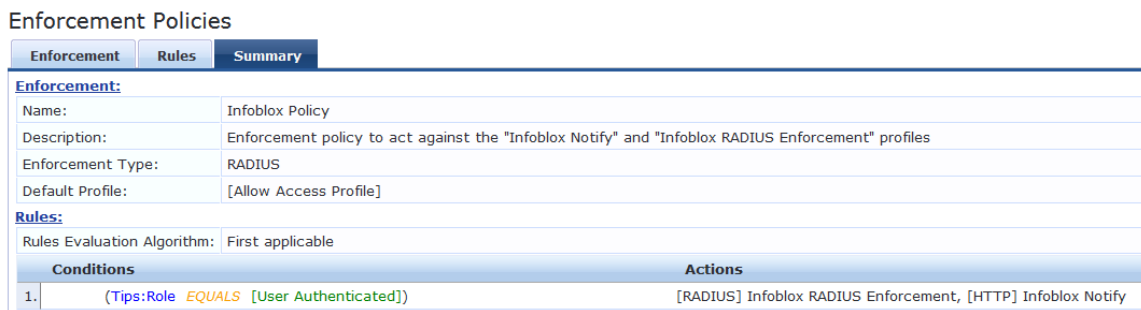 Enforcement Policies
Enforcement Rules Summary
Enforcement:
Name: Infoblox Policy
Description: Enforcement policy to act against the "Infoblox Notify" and "Infoblox RADIUS Enforcement" profiles
Enforcement Type: RADIUS
Default Profile: [Allow Access Profile]
Rules:
Rules Evaluation Algorithm: First applicable
Conditions Actions
1. (Tips:Role EQUALS [User Authenticated]) [RADIUS] Infoblox RADIUS Enforcement, [HTTP] Infoblox Notify